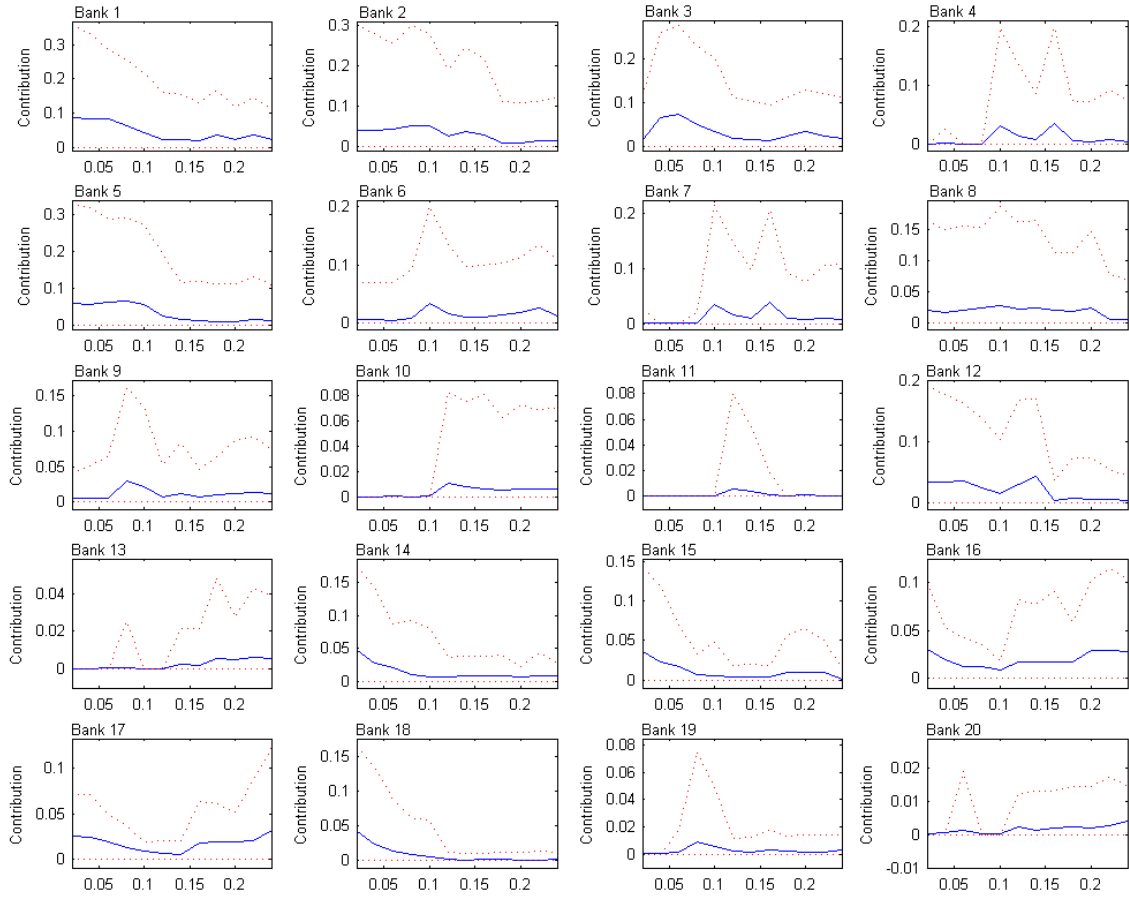 Bank 1 Bank 2 Bank 3 Bank 4
Contribution Contribution Contribution Contribution
0.3 0.3 0.2 0.2
0.2 0.2 0.1 0.1
0.1 0.1 0 0
0 0
0.05 0.1 0.15 0.2 0.05 0.1 0.15 0.2 0.05 0.1 0.15 0.2 0.05 0.1 0.15 0.2
Bank 5 Bank 6 Bank 7 Bank 8
Contribution Contribution Contribution Contribution
0.3 0.2 0.2 0.15
0.2 0.1 0.1 0.1
0.1 0 0 0.05
0 0
0.05 0.1 0.15 0.2 0.05 0.1 0.15 0.2 0.05 0.1 0.15 0.2 0.05 0.1 0.15 0.2
Bank 9 Bank 10 Bank 11 Bank 12
Contribution Contribution Contribution Contribution
0.15 0.08 0.08 0.2
0.1 0.06 0.06 0.1
0.05 0.04 0.04 0
0 0.02 0.02
0 0
0.05 0.1 0.15 0.2 0.05 0.1 0.15 0.2 0.05 0.1 0.15 0.2 0.05 0.1 0.15 0.2
Bank 13 Bank 14 Bank 15 Bank 16
Contribution Contribution Contribution Contribution
0.04 0.15 0.15 0.1
0.02 0.1 0.1 0.05
0 0.05 0.05 0
0 0
0.05 0.1 0.15 0.2 0.05 0.1 0.15 0.2 0.05 0.1 0.15 0.2 0.05 0.1 0.15 0.2
Bank 17 Bank 18 Bank 19 Bank 20
Contribution Contribution Contribution Contribution
0.1 0.15 0.08 0.02
0.05 0.1 0.06 0.01
0 0.05 0.04 0
0 0.02 -0.01
0
0.05 0.1 0.15 0.2 0.05 0.1 0.15 0.2 0.05 0.1 0.15 0.2 0.05 0.1 0.15 0.2